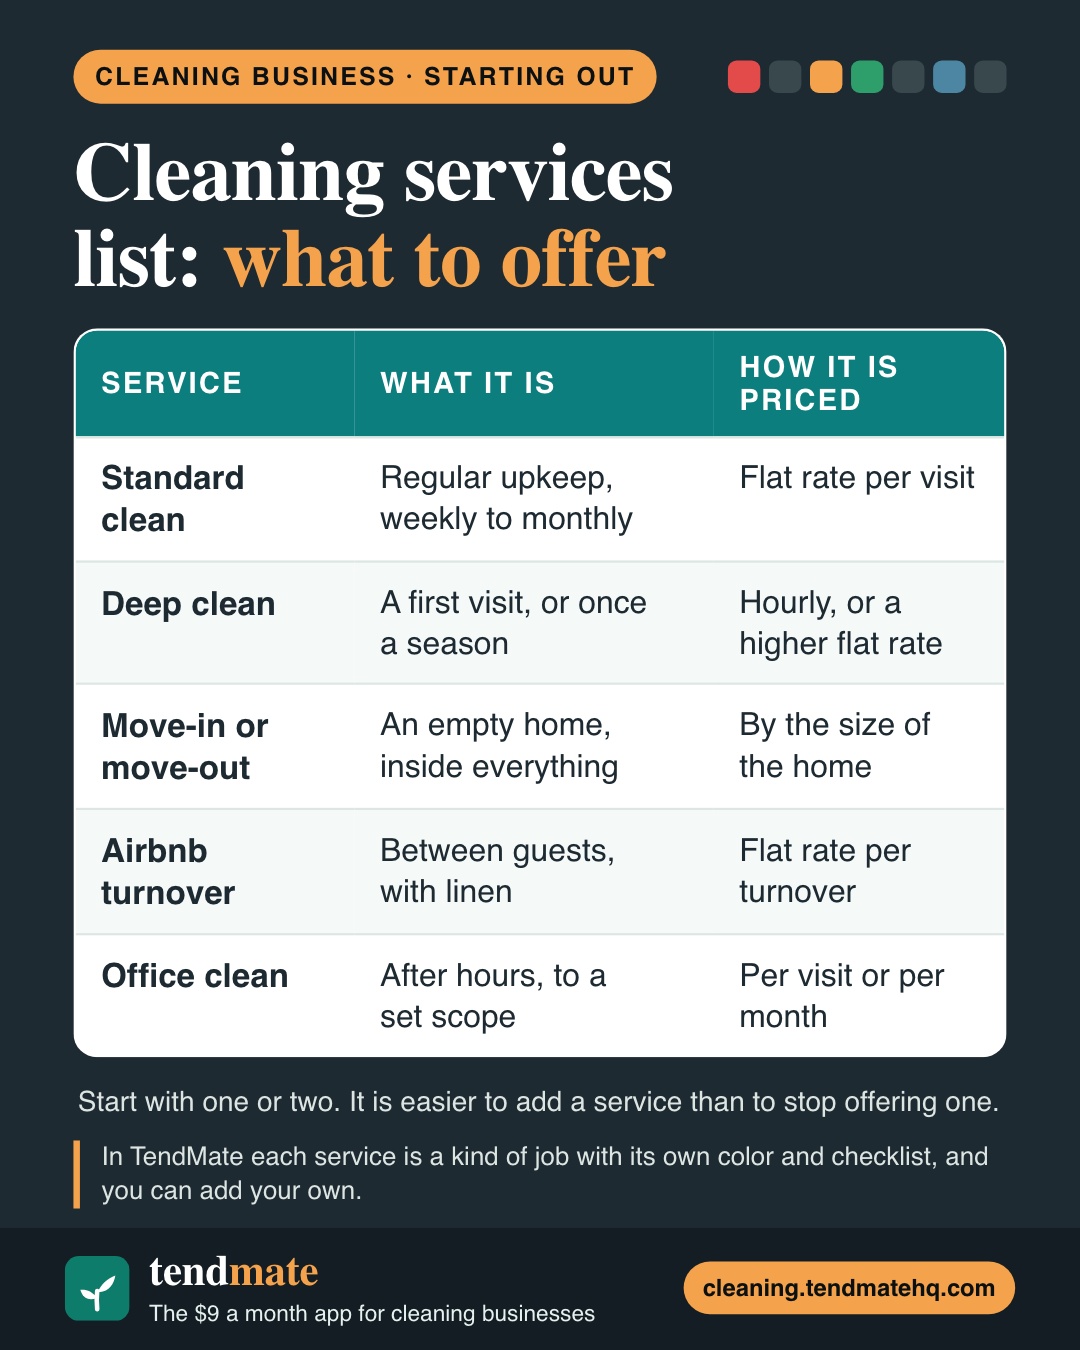 CLEANING BUSINESS · STARTING OUT
Cleaning services
list: what to offer
SERVICE
WHAT IT IS
HOW IT IS
PRICED
Standard
clean
Regular upkeep,
weekly to monthly
Flat rate per visit
Deep clean
A first visit, or once
a season
Hourly, or a
higher flat rate
Move-in or
move-out
An empty home,
inside everything
By the size of
the home
Airbnb
turnover
Between guests,
with linen
Flat rate per
turnover
Office clean
After hours, to a
set scope
Per visit or per
month
Start with one or two. It is easier to add a service than to stop offering one.
In TendMate each service is a kind of job with its own color and checklist, and
you can add your own.
tendmate
The $9 a month app for cleaning businesses
cleaning.tendmatehq.com